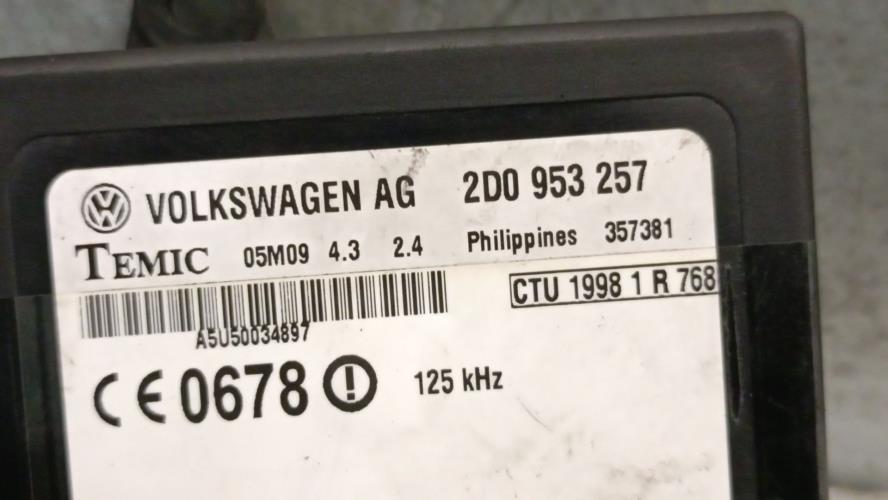 VOLKSWAGEN AG 2D0 953 257
TEMIC 05M09 4.3 2.4 Philippines 357381
CTU 1998 1 R 768
A5U50034897
CE 0678 ! 125 kHz